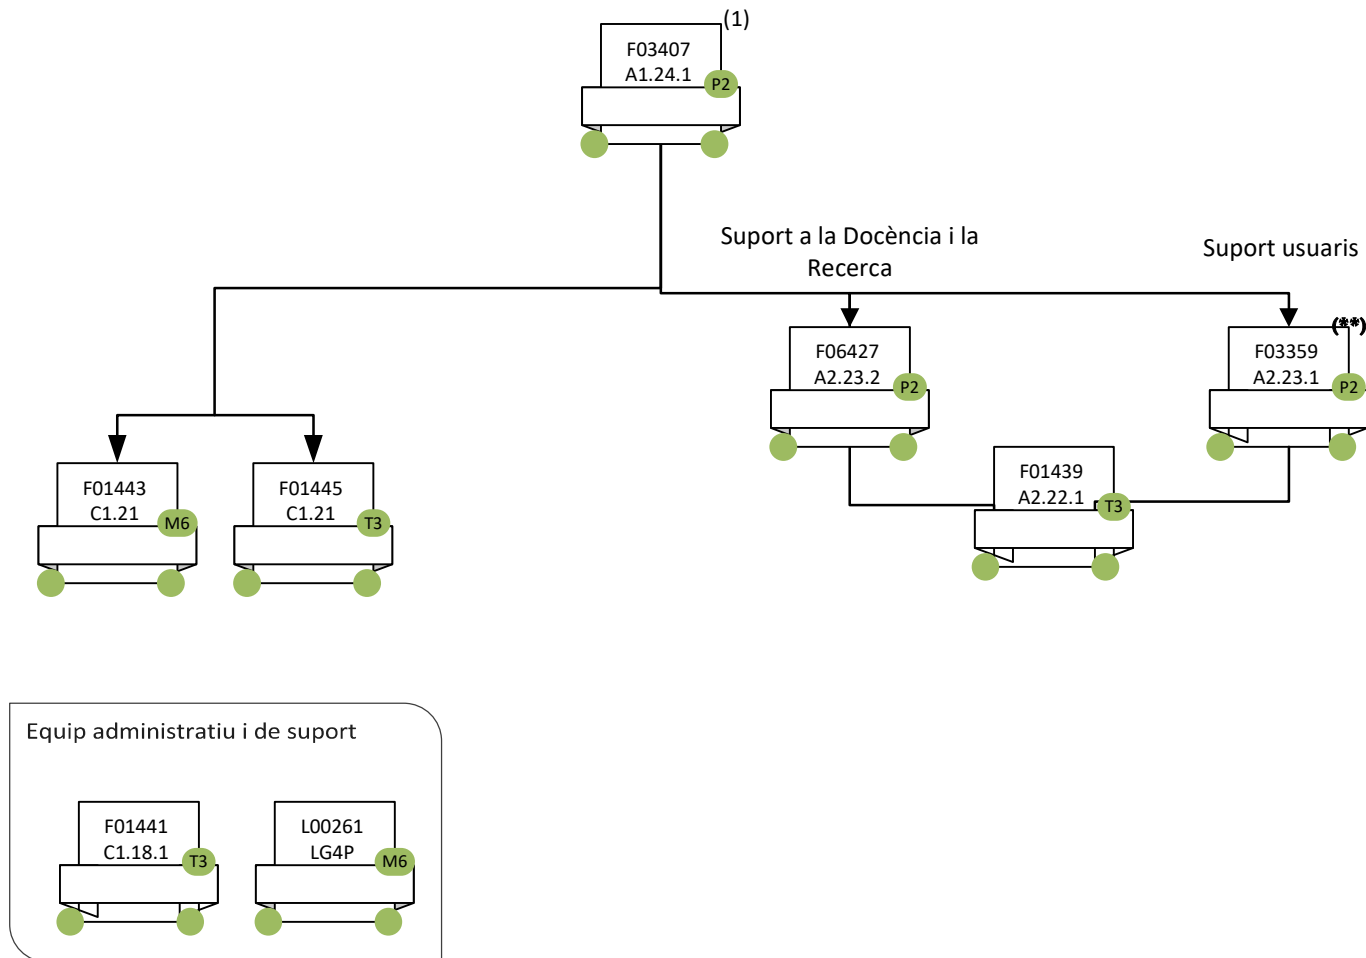 (1)
F03407
A1.24.1
P2
Suport a la Docència i la
Recerca
Suport usuaris
(**)
F06427
A2.23.2
P2
F03359
A2.23.1
P2
F01439
A2.22.1
T3
F01443
C1.21
M6
F01445
C1.21
T3
Equip administratiu i de suport
F01441
C1.18.1
T3
L00261
LG4P
M6